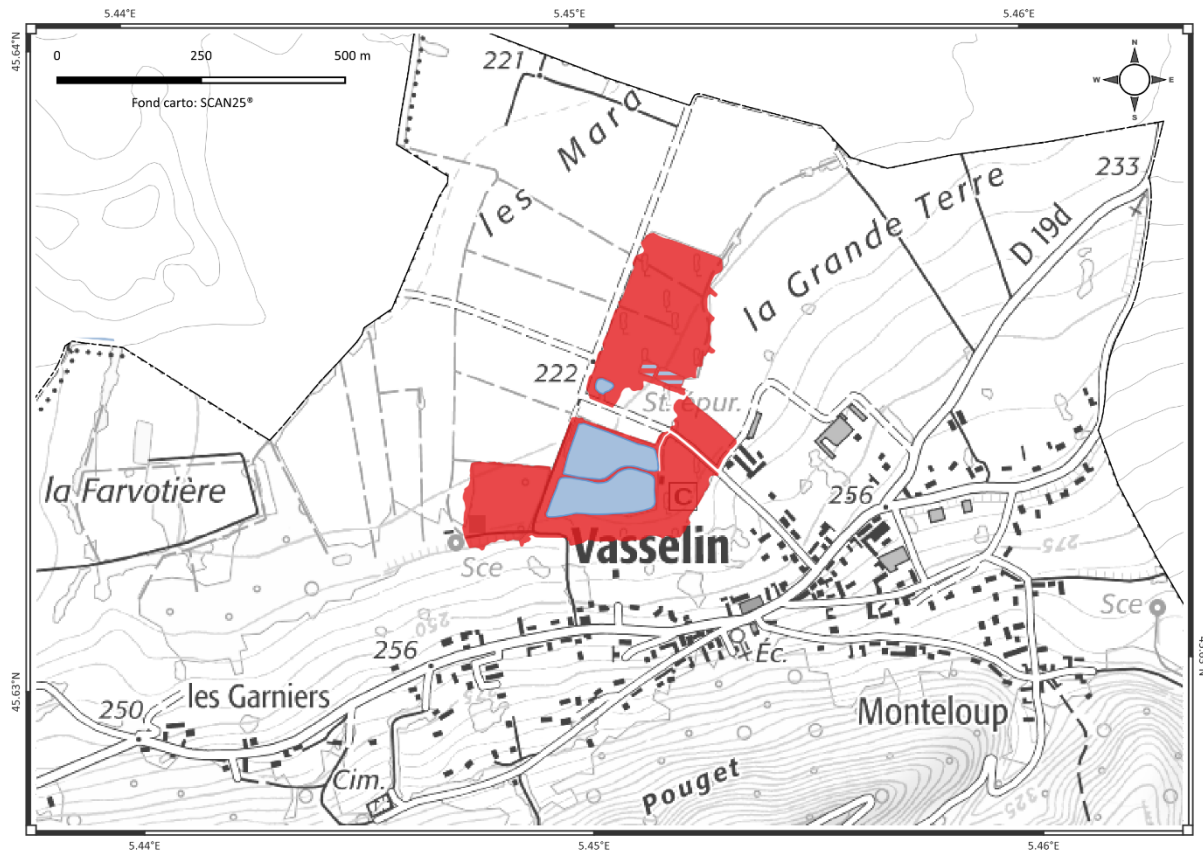 5.44°E
5.45°E
5.46°E
45.64°N
0
250
500 m
Fond carto: SCAN25®
N
W
E
S
221
les Mara
233
D 19d
la Grande Terre
222
St. épur.
la Farvotière
256
C
Vasselin
275
Sce
250
Sce
256
Éc.
45.63°N
45.63°N
les Garniers
250
Monteloup
Cim.
Pouget
325
5.44°E
5.45°E
5.46°E